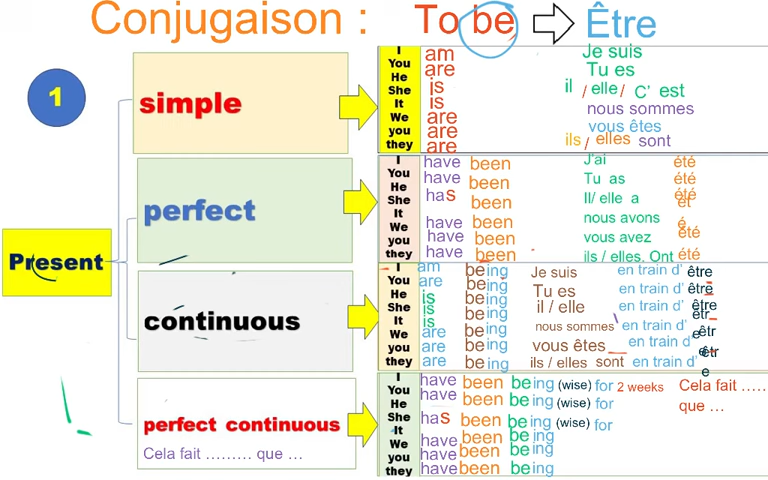 Conjugaison : To be Être
1
Present
simple
I am Je suis
You are Tu es
He is il / elle / C' est
She is
It
We are nous sommes
you are vous êtes
they are ils / elles sont
perfect
I have been J'ai été
You have been Tu as été
He has been Il/ elle a été
She
It
We have been nous avons été
you have been vous avez été
they have been ils / elles. Ont été
continuous
I am being Je suis en train d' être
You are being Tu es en train d' être
He is being il / elle en train d' être
She is being
It is being
We are being nous sommes en train d' être
you are being vous êtes en train d' être
they are being ils / elles sont en train d' être
perfect continuous
Cela fait ......... que ...
I have been being (wise) for 2 weeks Cela fait .....
You have been being (wise) for que ...
He
She has been being (wise) for
It
We have been being
you have been being
they have been being